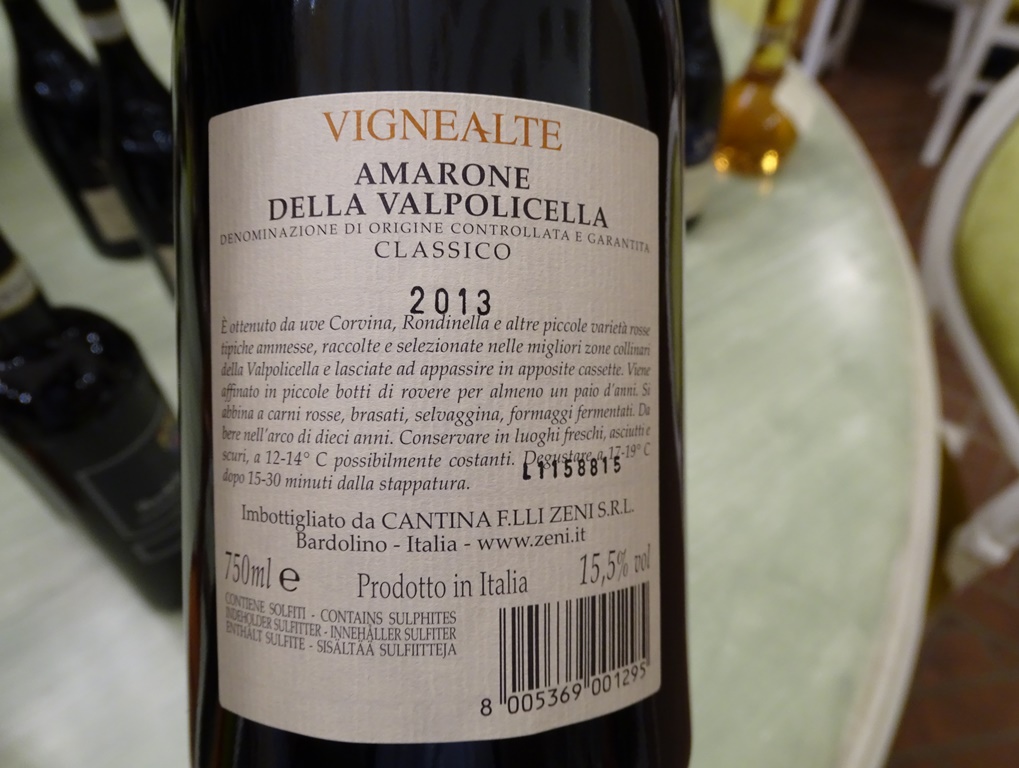 VIGNEALTE
AMARONE
DELLA VALPOLICELLA
DENOMINAZIONE DI ORIGINE CONTROLLATA E GARANTITA
CLASSICO
2013
È ottenuto da uve Corvina, Rondinella e altre piccole varietà rosse
tipiche ammesse, raccolte e selezionate nelle migliori zone collinari
della Valpolicella e lasciate ad appassire in apposite cassette. Viene
affinato in piccole botti di rovere per almeno un paio d'anni. Si
abbina a carni rosse, brasati, selvaggina, formaggi fermentati. Da
bere nell'arco di dieci anni. Conservare in luoghi freschi, asciutti e
scuri, a 12-14° C possibilmente costanti. Degustare a 17-19° C
L1158815
dopo 15-30 minuti dalla stappatura.
Imbottigliato da CANTINA F.LLI ZENI S.R.L.
Bardolino - Italia - www.zeni.it
750ml e Prodotto in Italia 15,5% vol
CONTIENE SOLFITI - CONTAINS SULPHITES
INDEHOLDER SULFITTER - INNEHÅLLER SULFITER
ENTHÄLT SULFITE - SISÄLTÄÄ SULFIITTEJA
8 005369 001295